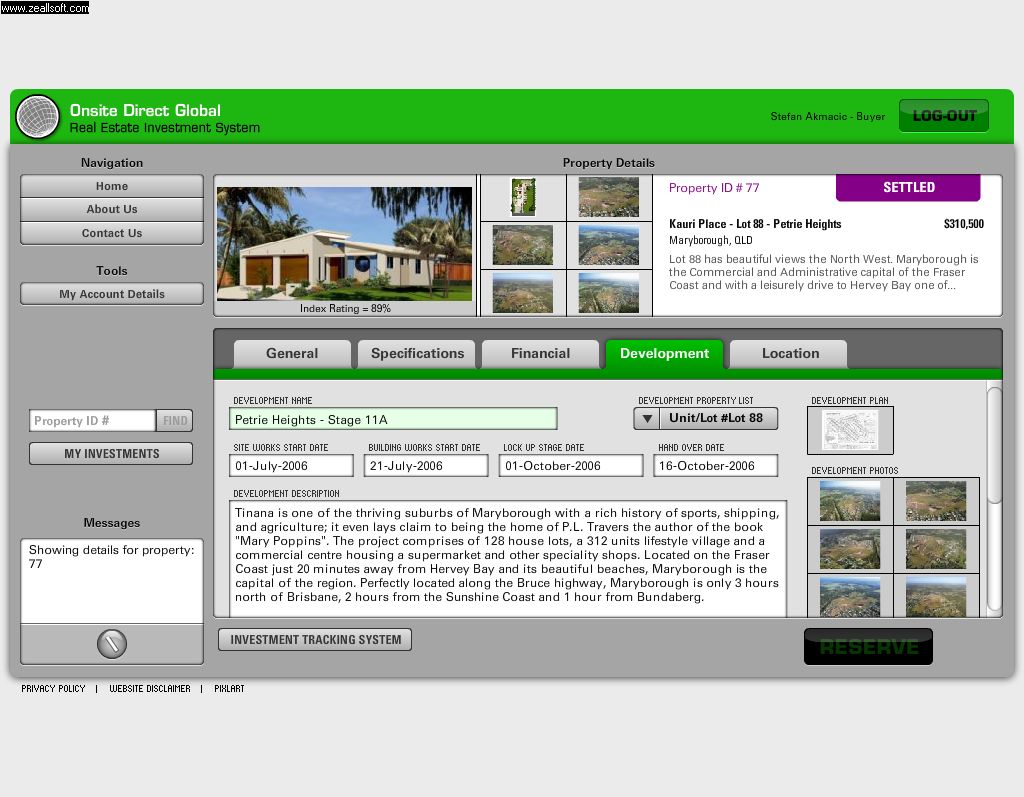 www.zeallsoft.com
Onsite Direct Global
Real Estate Investment System
Stefan Akmacic - Buyer
LOG-OUT
Navigation
Home
About Us
Contact Us
Tools
My Account Details
Property ID #
FIND
MY INVESTMENTS
Messages
Showing details for property:
77
Property Details
Index Rating = 89%
Property ID # 77
SETTLED
Kauri Place - Lot 88 - Petrie Heights
$310,500
Maryborough, QLD
Lot 88 has beautiful views the North West. Maryborough is
the Commercial and Administrative capital of the Fraser
Coast and with a leisurely drive to Hervey Bay one of...
General
Specifications
Financial
Development
Location
DEVELOPMENT NAME
Petrie Heights - Stage 11A
DEVELOPMENT PROPERTY LIST
Unit/Lot #Lot 88
SITE WORKS START DATE
01-July-2006
BUILDING WORKS START DATE
21-July-2006
LOCK UP STAGE DATE
01-October-2006
HAND OVER DATE
16-October-2006
DEVELOPMENT DESCRIPTION
Tinana is one of the thriving suburbs of Maryborough with a rich history of sports, shipping,
and agriculture; it even lays claim to being the home of P.L. Travers the author of the book
"Mary Poppins". The project comprises of 128 house lots, a 312 units lifestyle village and a
commercial centre housing a supermarket and other speciality shops. Located on the Fraser
Coast just 20 minutes away from Hervey Bay and its beautiful beaches, Maryborough is the
capital of the region. Perfectly located along the Bruce highway, Maryborough is only 3 hours
north of Brisbane, 2 hours from the Sunshine Coast and 1 hour from Bundaberg.
DEVELOPMENT PLAN
DEVELOPMENT PHOTOS
INVESTMENT TRACKING SYSTEM
RESERVE
PRIVACY POLICY | WEBSITE DISCLAIMER | PIXLART